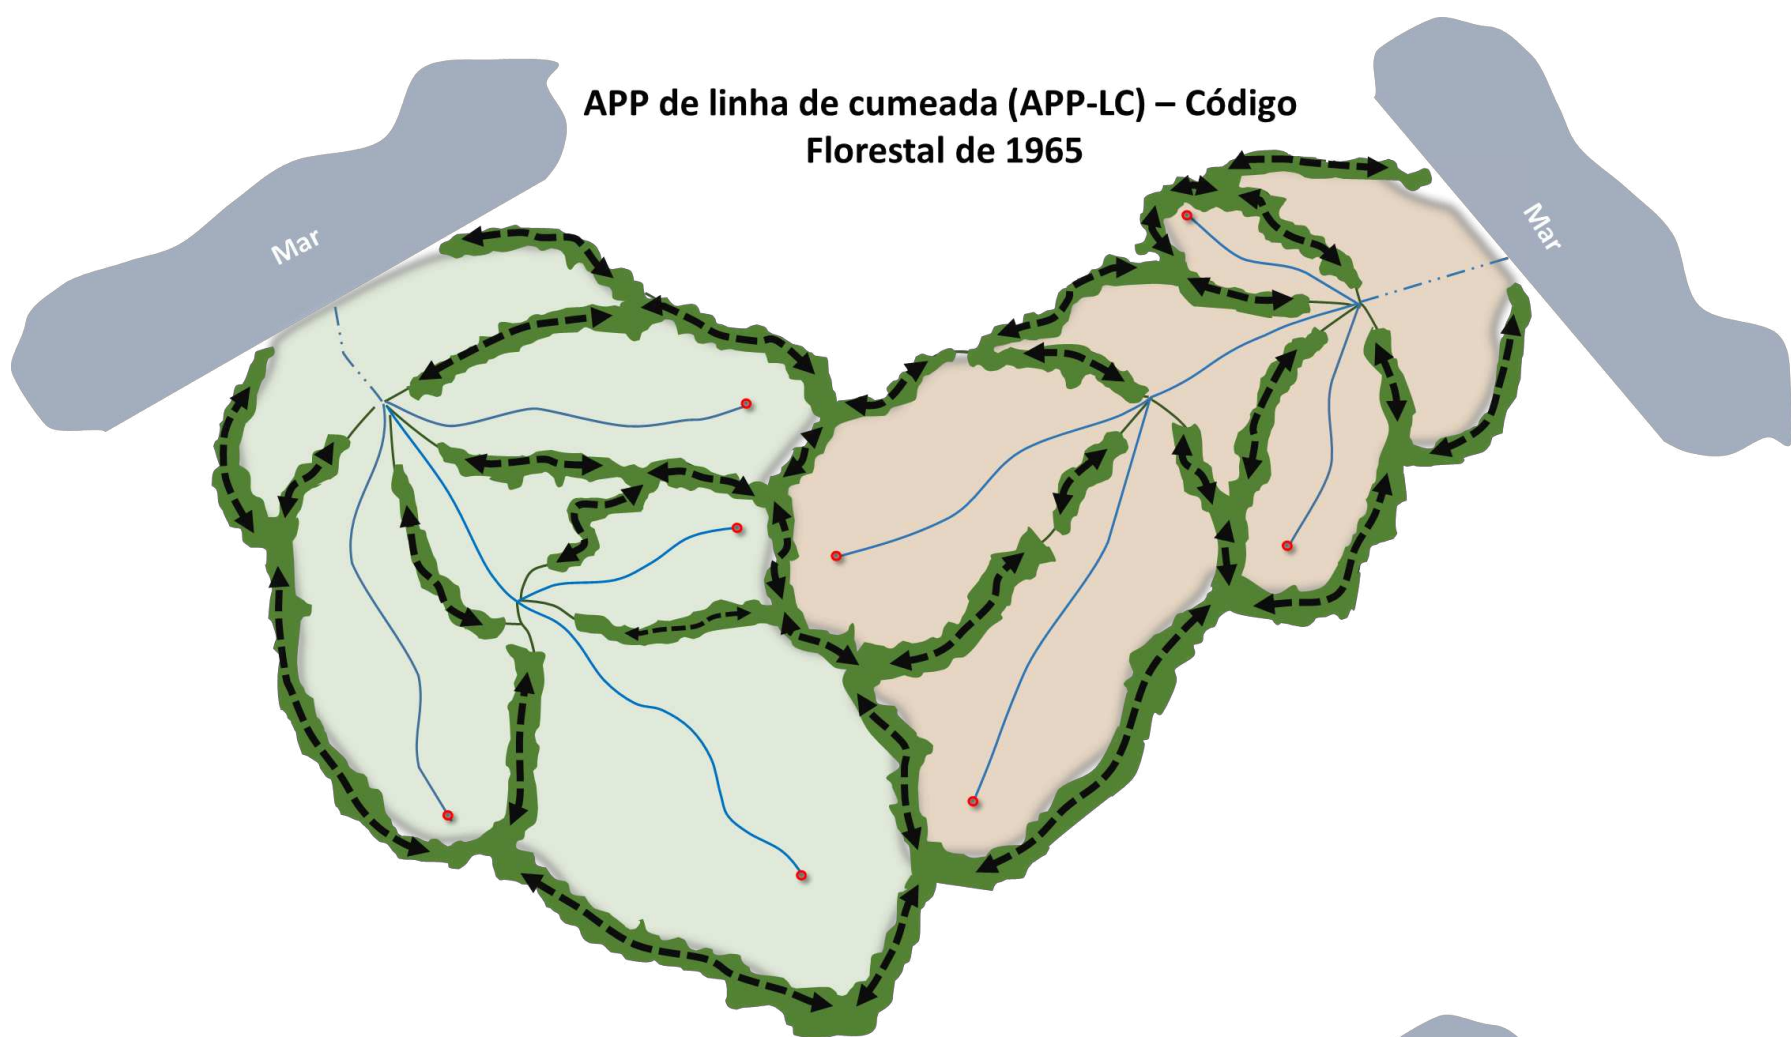 APP de linha de cumeada (APP-LC) – Código
Florestal de 1965
Mar
Mar